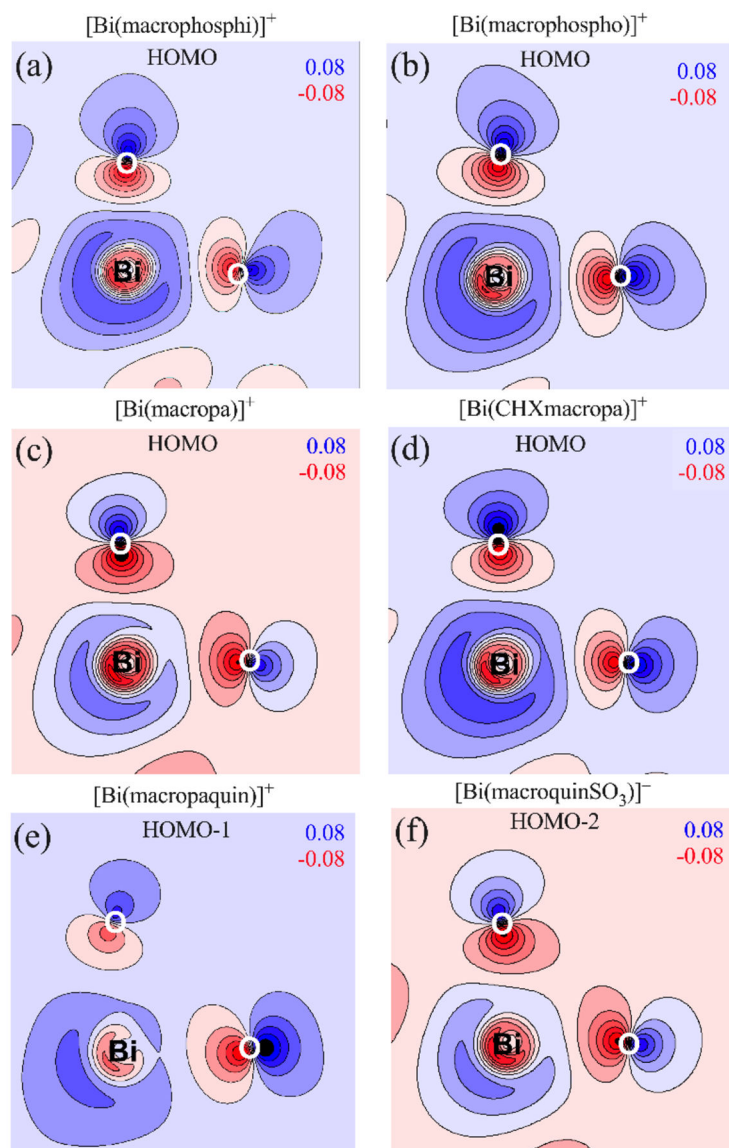 [Bi(macrophosphi)]⁺
(a)
HOMO
0.08
-0.08
O
Bi
O
[Bi(macrophospho)]⁺
(b)
HOMO
0.08
-0.08
O
Bi
O
[Bi(macropa)]⁺
(c)
HOMO
0.08
-0.08
O
Bi
O
[Bi(CHXmacropa)]⁺
(d)
HOMO
0.08
-0.08
O
Bi
O
[Bi(macropaquin)]⁺
(e)
HOMO-1
0.08
-0.08
O
Bi
O
[Bi(macroquinSO₃)]⁻
(f)
HOMO-2
0.08
-0.08
O
Bi
O